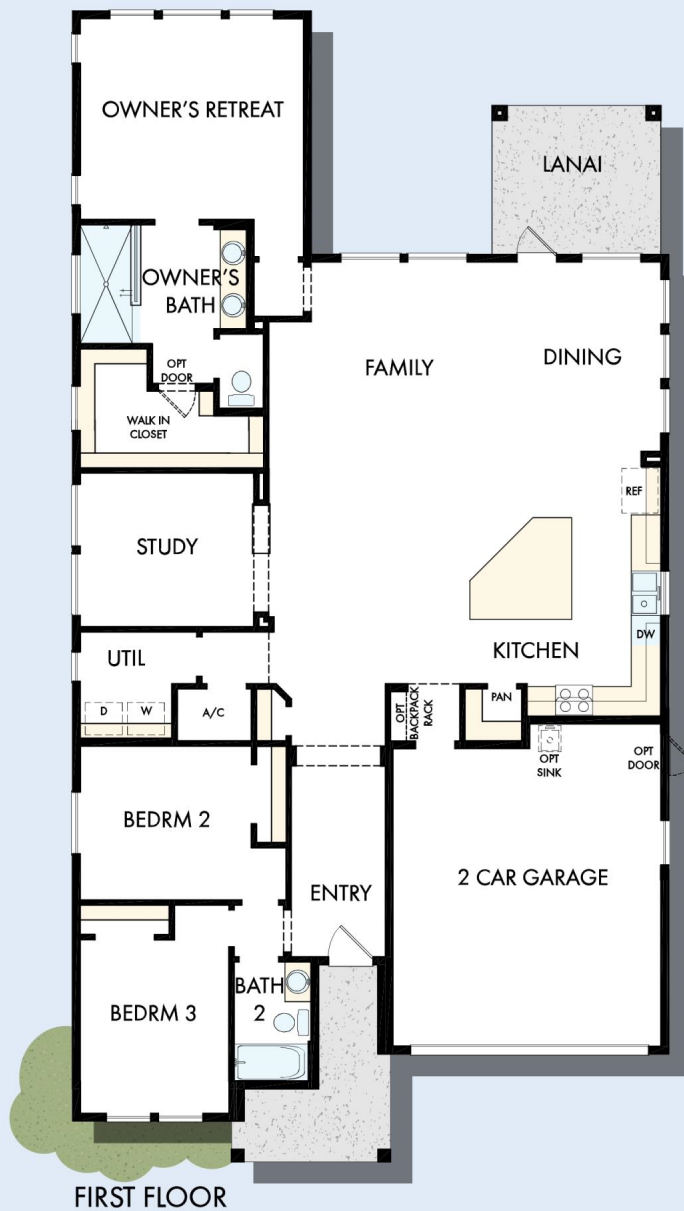 OWNER'S RETREAT
LANAI
OWNER'S
BATH
OPT
DOOR
WALK IN
CLOSET
FAMILY
DINING
REF
STUDY
DW
KITCHEN
UTIL
D
W
A/C
OPT
BACKPACK
RACK
PAN
OPT
SINK
OPT
DOOR
BEDRM 2
ENTRY
2 CAR GARAGE
BEDRM 3
BATH
2
FIRST FLOOR